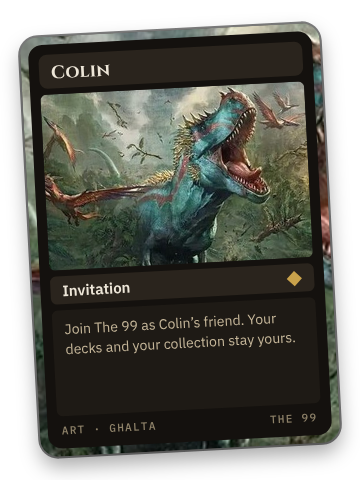 Colin
Invitation
Join The 99 as Colin’s friend. Your
decks and your collection stay yours.
ART · GHALTA
THE 99